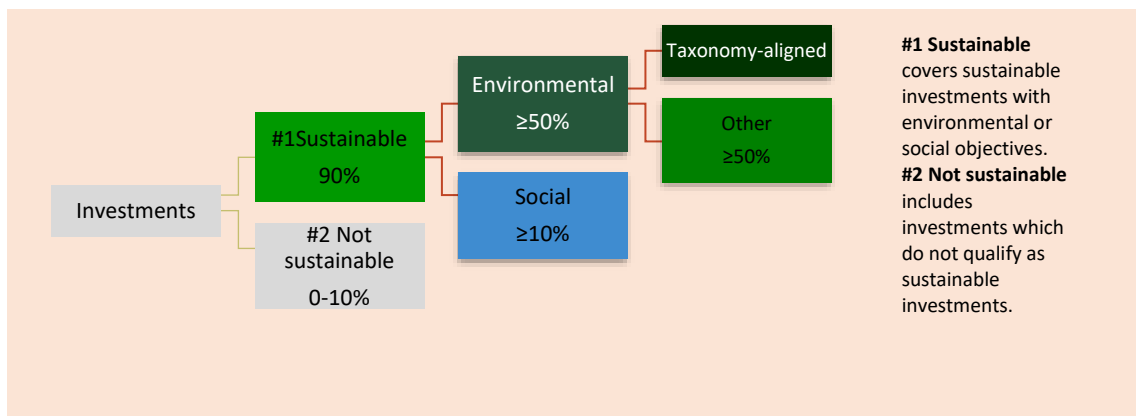 Investments
#1Sustainable
90%
#2 Not
sustainable
0-10%
Environmental
≥50%
Social
≥10%
Taxonomy-aligned
Other
≥50%
#1 Sustainable
covers sustainable
investments with
environmental or
social objectives.
#2 Not sustainable
includes
investments which
do not qualify as
sustainable
investments.